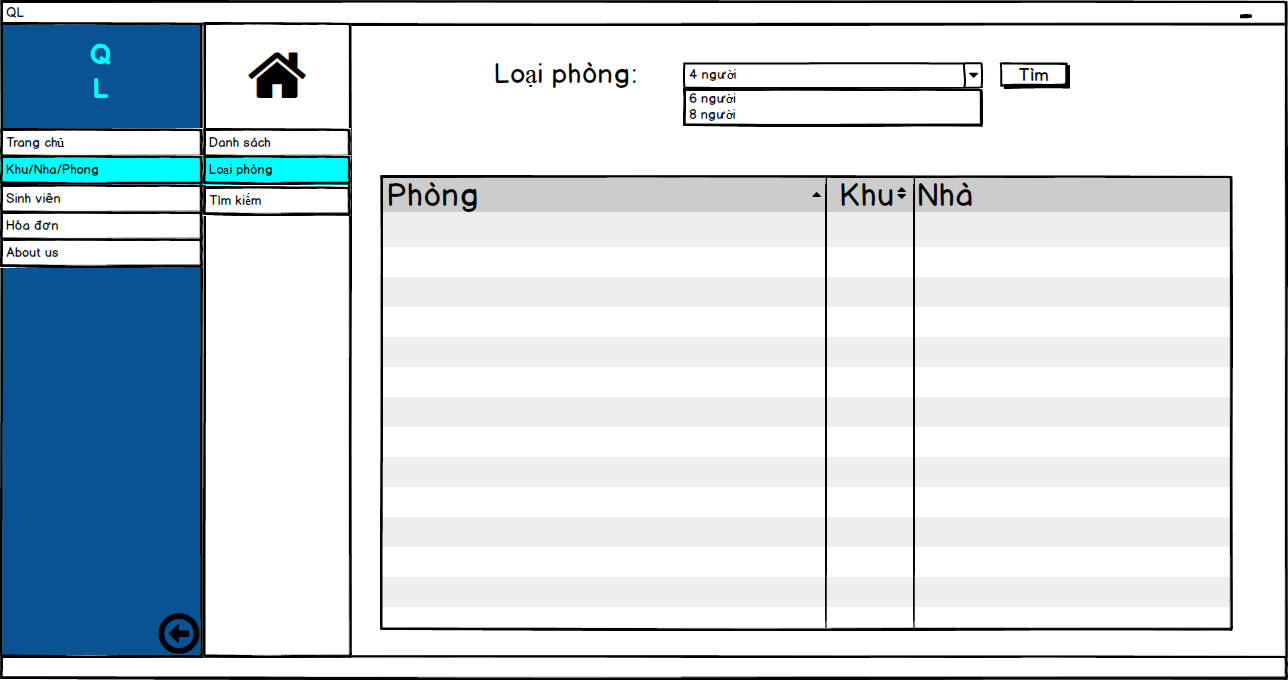 QL
Q
L
Trang chủ
Khu/Nha/Phong
Sinh viên
Hóa đơn
About us
Danh sách
Loại phòng
Tìm kiếm
Loại phòng:
4 người
Tìm
6 người
8 người
Phòng Khu Nhà